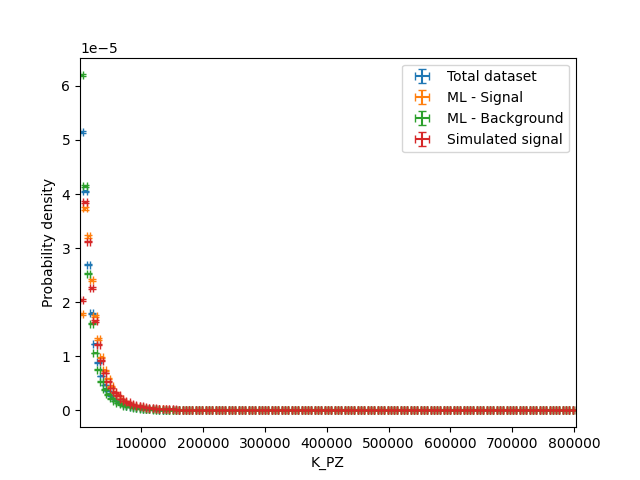 1e−5
Total dataset
ML - Signal
ML - Background
Simulated signal
Probability density
6
5
4
3
2
1
0
100000 200000 300000 400000 500000 600000 700000 800000
K_PZ